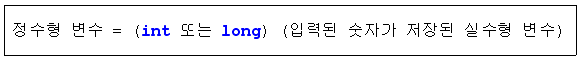 정수형 변수 = (int 또는 long) (입력된 숫자가 저장된 실수형 변수)